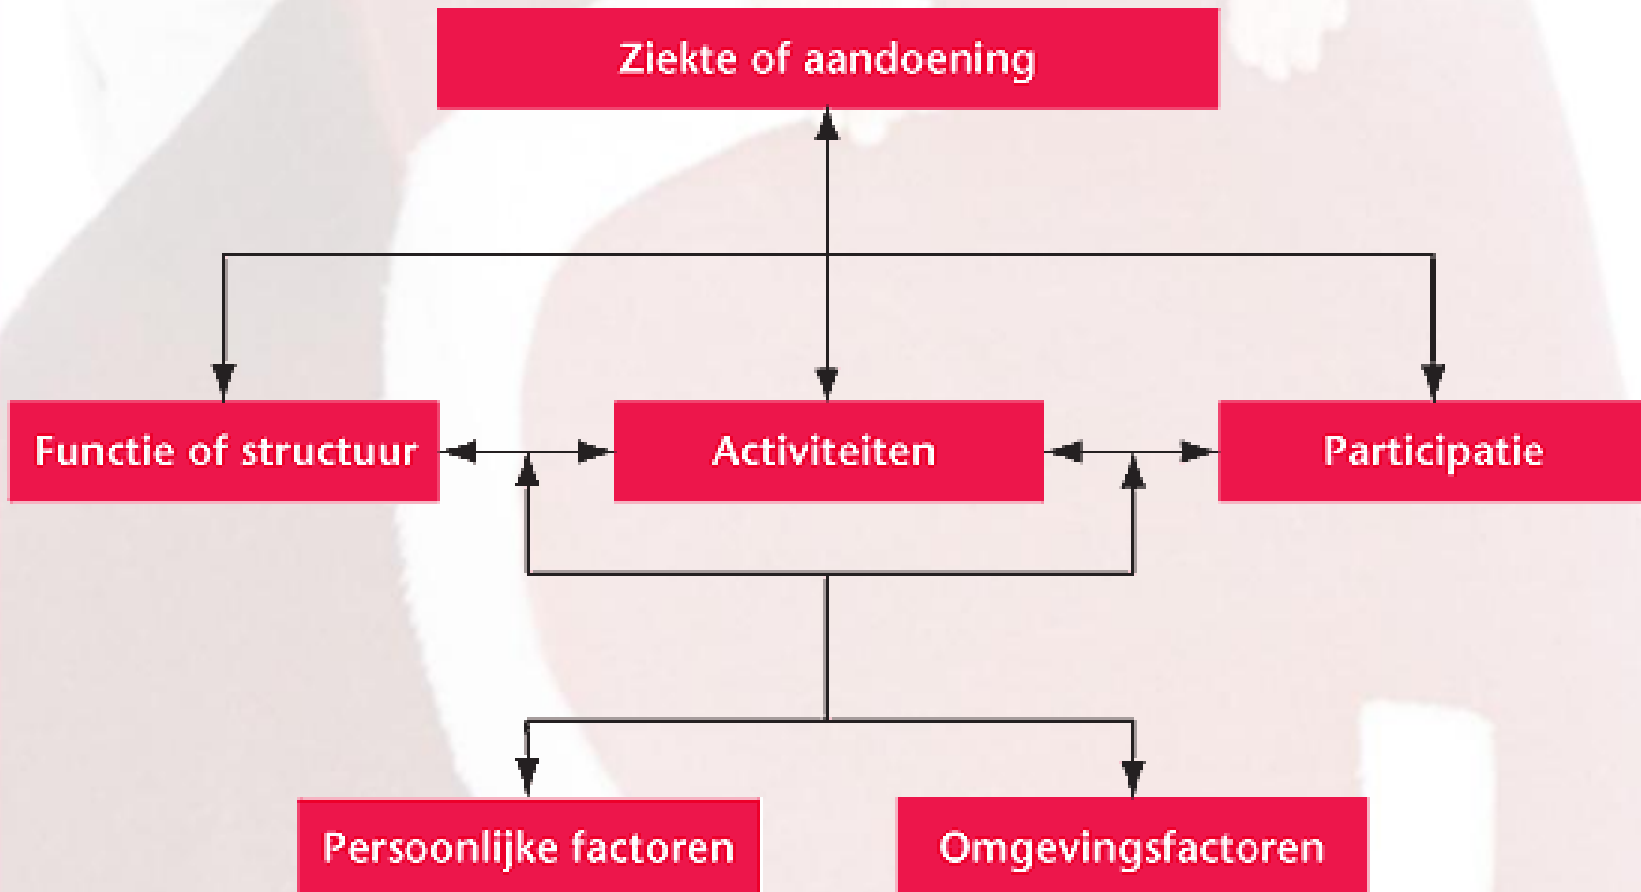 Ziekte of aandoening
Functie of structuur
Activiteiten
Participatie
Persoonlijke factoren
Omgevingsfactoren